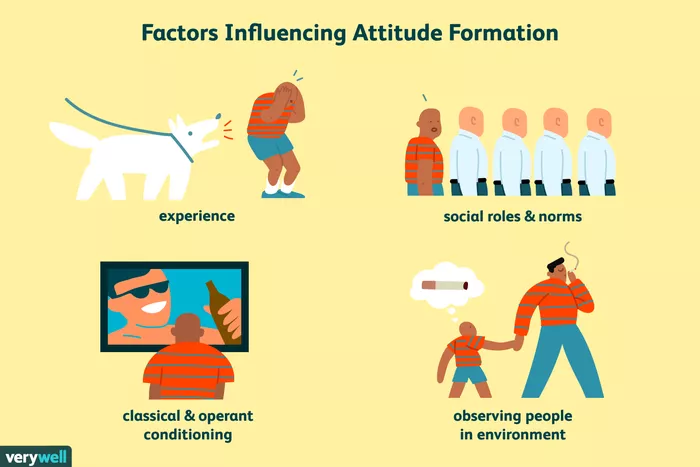 Factors Influencing Attitude Formation
experience
social roles & norms
classical & operant
conditioning
observing people
in environment
verywell